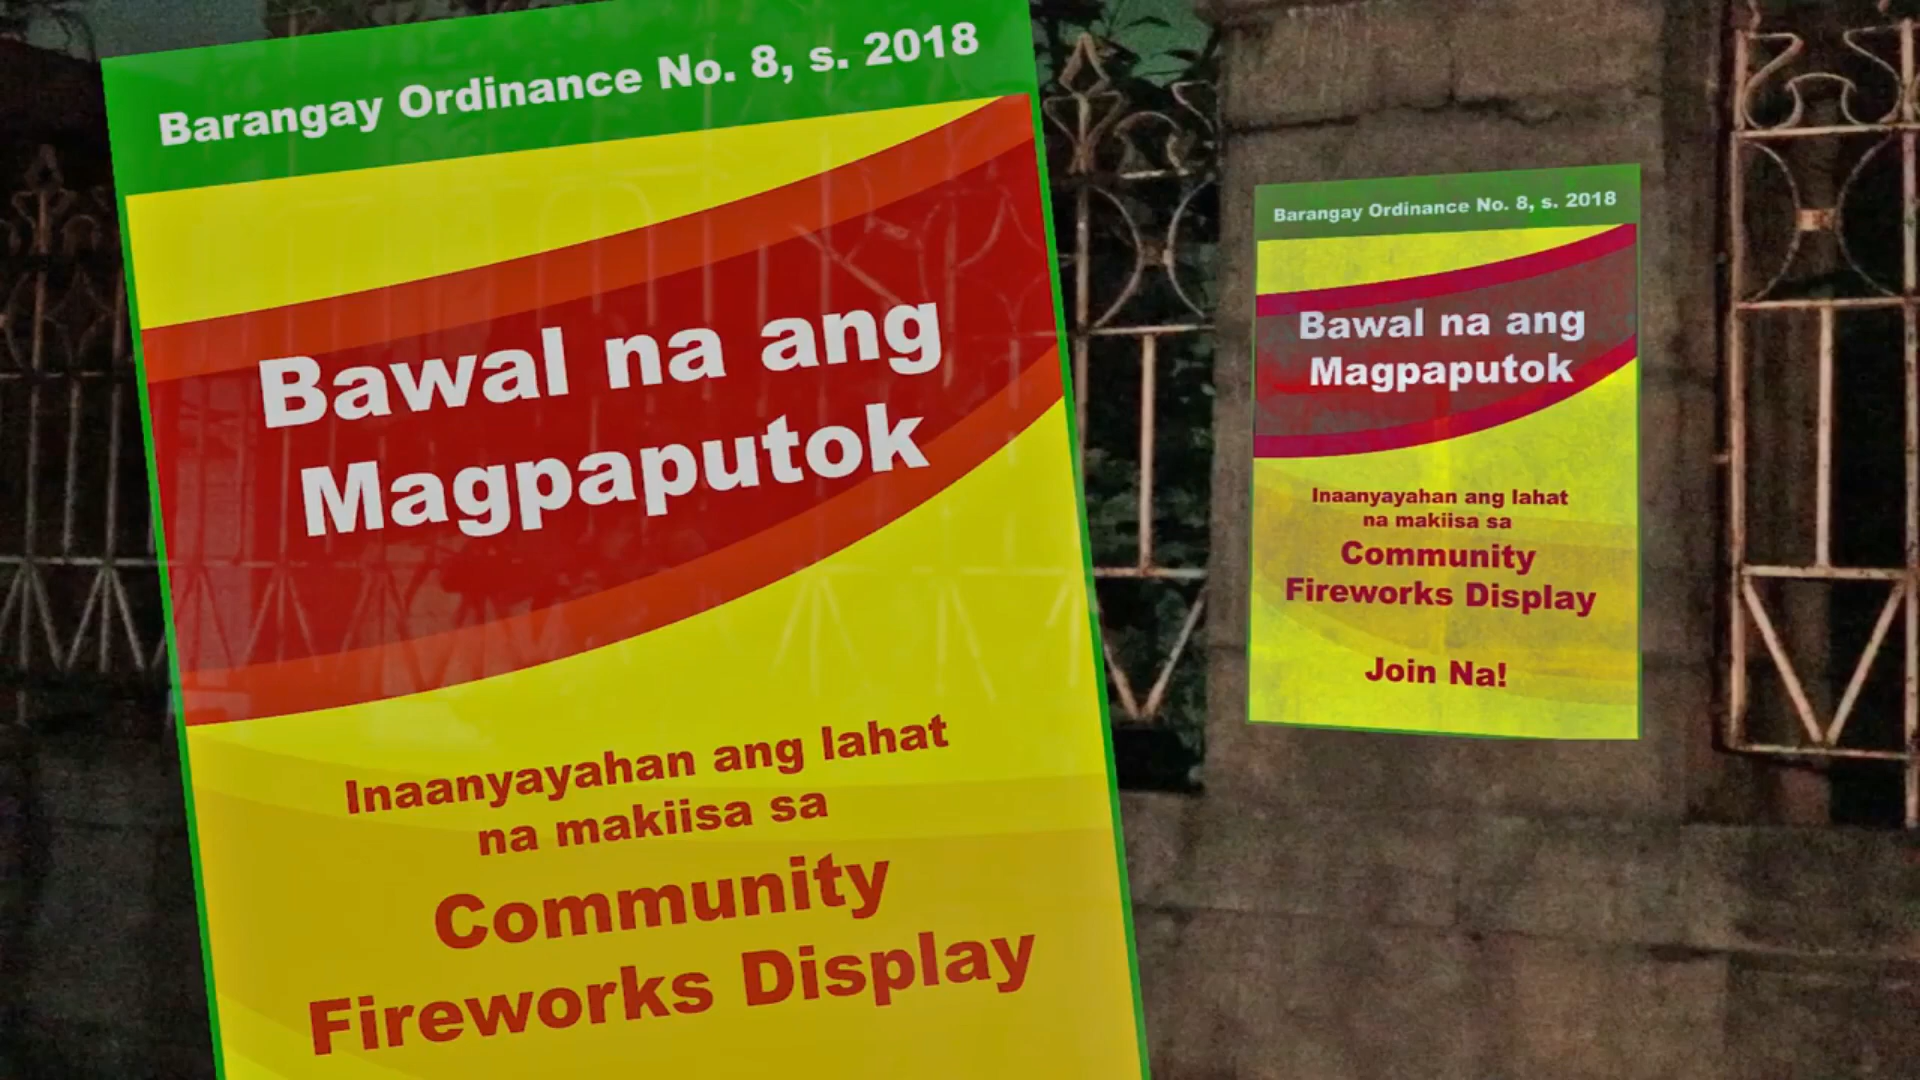 Barangay Ordinance No. 8, s. 2018
Bawal na ang
Magpaputok
Inaanyayahan ang lahat
na makiisa sa
Community
Fireworks Display
Barangay Ordinance No. 8, s. 2018
Bawal na ang
Magpaputok
Inaanyayahan ang lahat
na makiisa sa
Community
Fireworks Display
Join Na!